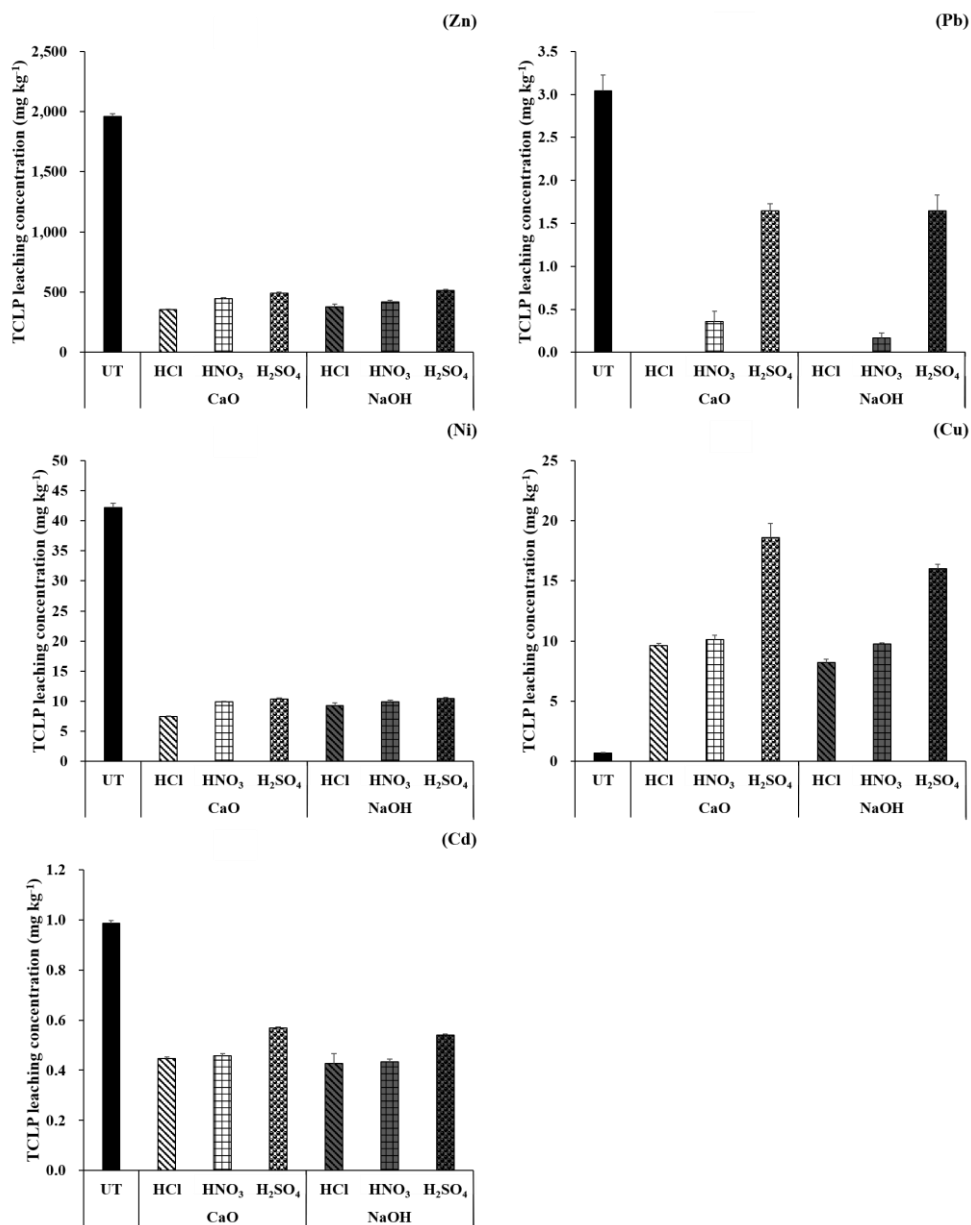 (Zn)
TCLP leaching concentration (mg kg⁻¹)
2,500
2,000
1,500
1,000
500
0
UT HCl HNO₃ H₂SO₄ HCl HNO₃ H₂SO₄
CaO NaOH
(Pb)
TCLP leaching concentration (mg kg⁻¹)
3.5
3.0
2.5
2.0
1.5
1.0
0.5
0.0
UT HCl HNO₃ H₂SO₄ HCl HNO₃ H₂SO₄
CaO NaOH
(Ni)
TCLP leaching concentration (mg kg⁻¹)
50
45
40
35
30
25
20
15
10
5
0
UT HCl HNO₃ H₂SO₄ HCl HNO₃ H₂SO₄
CaO NaOH
(Cu)
TCLP leaching concentration (mg kg⁻¹)
25
20
15
10
5
0
UT HCl HNO₃ H₂SO₄ HCl HNO₃ H₂SO₄
CaO NaOH
(Cd)
TCLP leaching concentration (mg kg⁻¹)
1.2
1.0
0.8
0.6
0.4
0.2
0.0
UT HCl HNO₃ H₂SO₄ HCl HNO₃ H₂SO₄
CaO NaOH